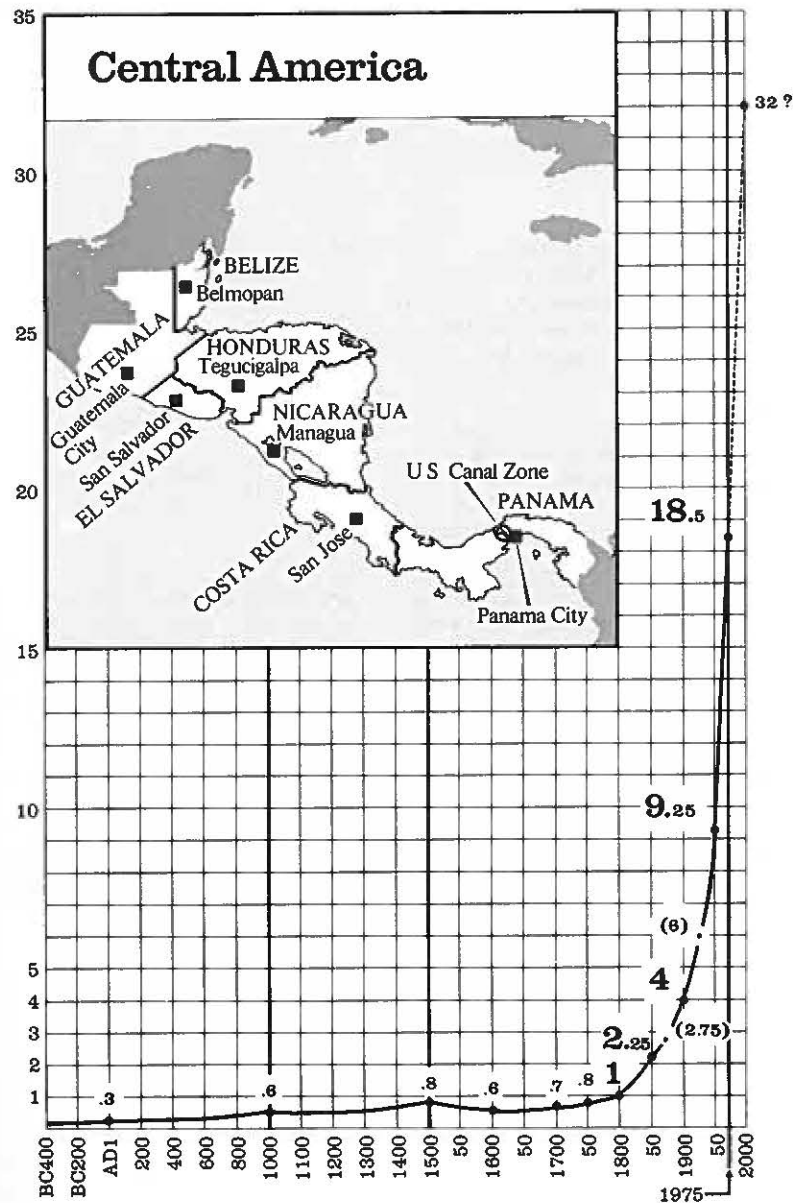 35
Central America
32 ?
30
BELIZE
Belmopan
25
GUATEMALA
Guatemala
City
HONDURAS
Tegucigalpa
San Salvador
EL SALVADOR
NICARAGUA
Managua
US Canal Zone
PANAMA
20
18.5
COSTA RICA
San Jose
Panama City
15
10
9.25
(6)
5
4
4
3
2.25
(2.75)
2
1
1
.3
.6
.8
.6
.7
.8
BC400
BC200
AD1
200
400
600
800
1000
1100
1200
1300
1400
1500
50
1600
50
1700
50
1800
50
1900
50
2000
1975